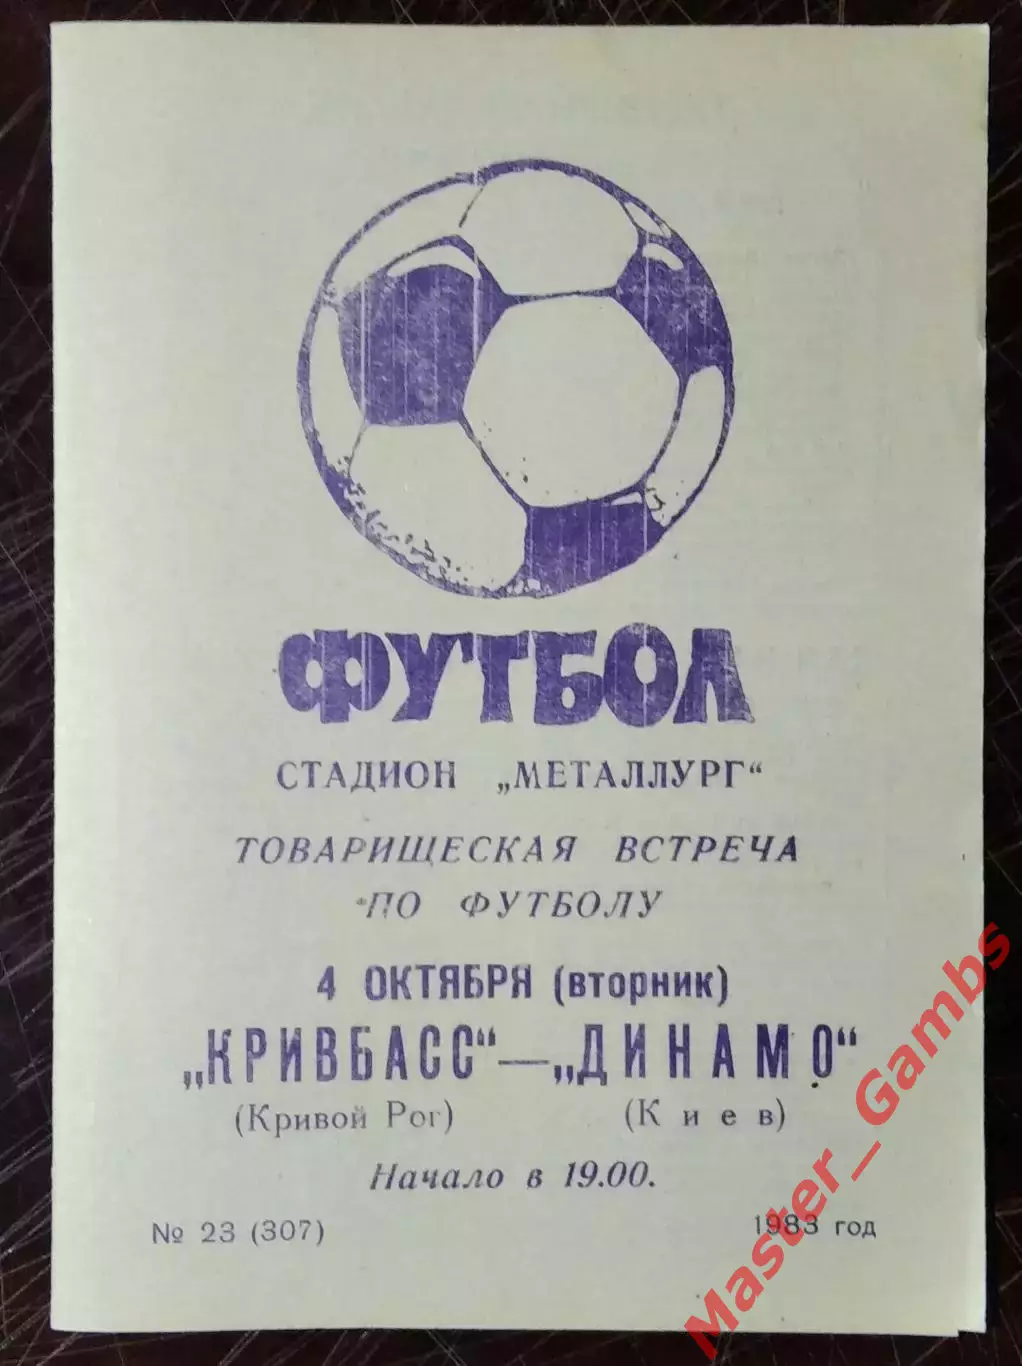 ФУТБОЛ
СТАДИОН „МЕТАЛЛУРГ“
ТОВАРИЩЕСКАЯ ВСТРЕЧА
ПО ФУТБОЛУ
4 ОКТЯБРЯ (вторник)
„КРИВБАСС“—„ДИНАМО“
(Кривой Рог) (Киев)
Начало в 19.00.
№ 23 (307) 1983 год
Master_Gambs